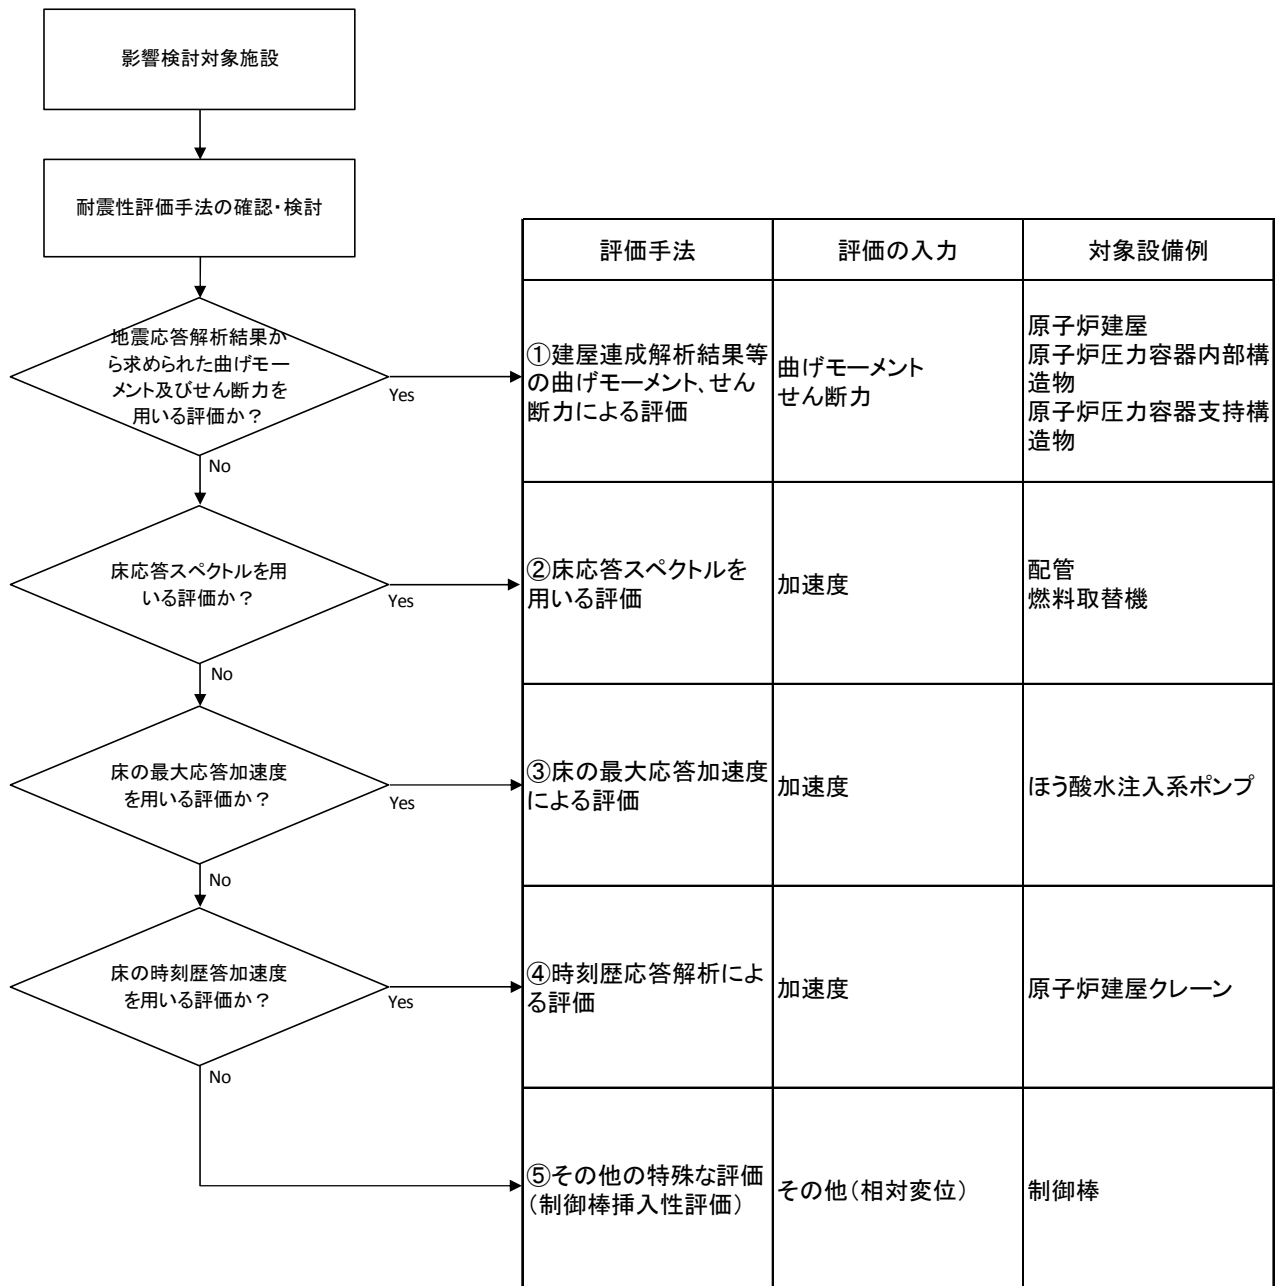 影響検討対象施設
耐震性評価手法の確認・検討
地震応答解析結果か
ら求められた曲げモー
メント及びせん断力を
用いる評価か？
Yes
No
床応答スペクトルを用
いる評価か？
Yes
No
床の最大応答加速度
を用いる評価か？
Yes
No
床の時刻歴答加速度
を用いる評価か？
Yes
No
評価手法
評価の入力
対象設備例
①建屋連成解析結果等
の曲げモーメント、せん
断力による評価
曲げモーメント
せん断力
原子炉建屋
原子炉圧力容器内部構
造物
原子炉圧力容器支持構
造物
②床応答スペクトルを
用いる評価
加速度
配管
燃料取替機
③床の最大応答加速度
による評価
加速度
ほう酸水注入系ポンプ
④時刻歴応答解析によ
る評価
加速度
原子炉建屋クレーン
⑤その他の特殊な評価
（制御棒挿入性評価）
その他（相対変位）
制御棒